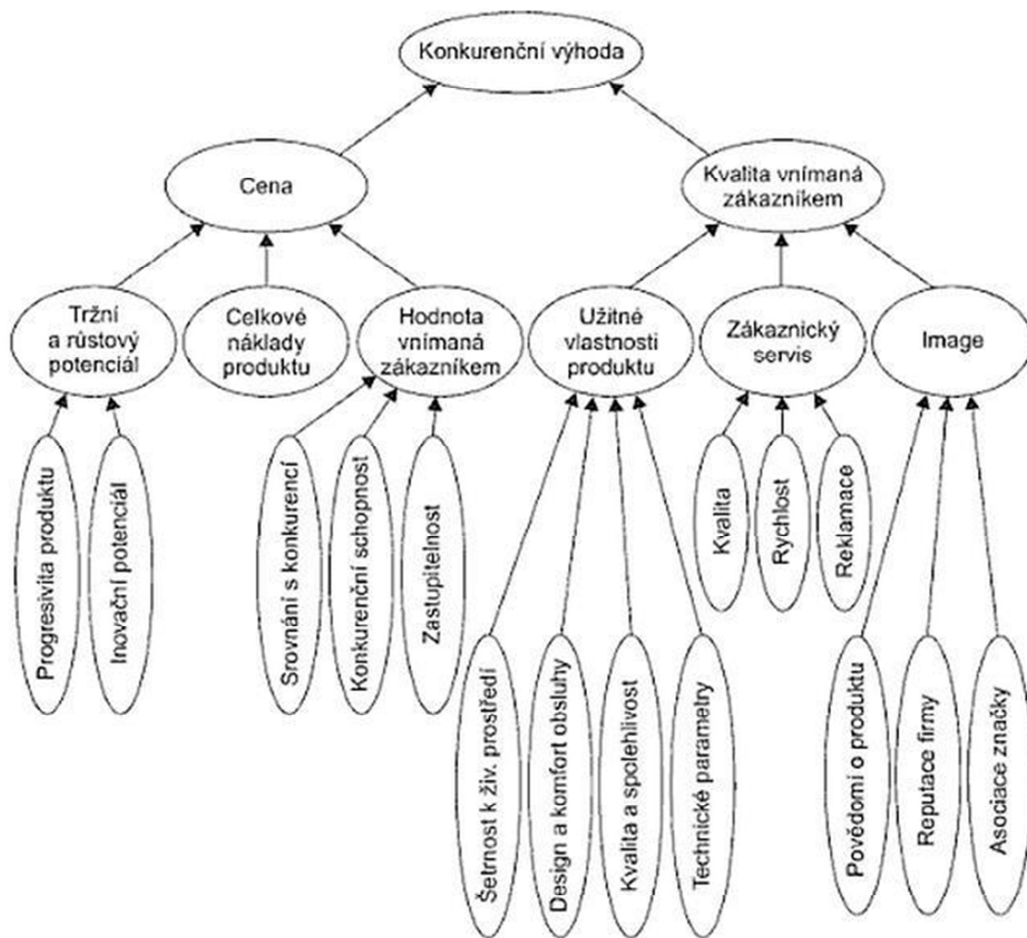 Konkurenční výhoda
Cena
Kvalita vnímaná
zákazníkem
Tržní
a růstový
potenciál
Celkové
náklady
produktu
Hodnota
vnímaná
zákazníkem
Užitné
vlastnosti
produktu
Zákaznický
servis
Image
Progresivita produktu
Inovační potenciál
Srovnání s konkurencí
Konkurenční schopnost
Zastupitelnost
Šetrnost k živ. prostředí
Design a komfort obsluhy
Kvalita a spolehlivost
Technické parametry
Kvalita
Rychlost
Reklamace
Povědomí o produktu
Reputace firmy
Asociace značky